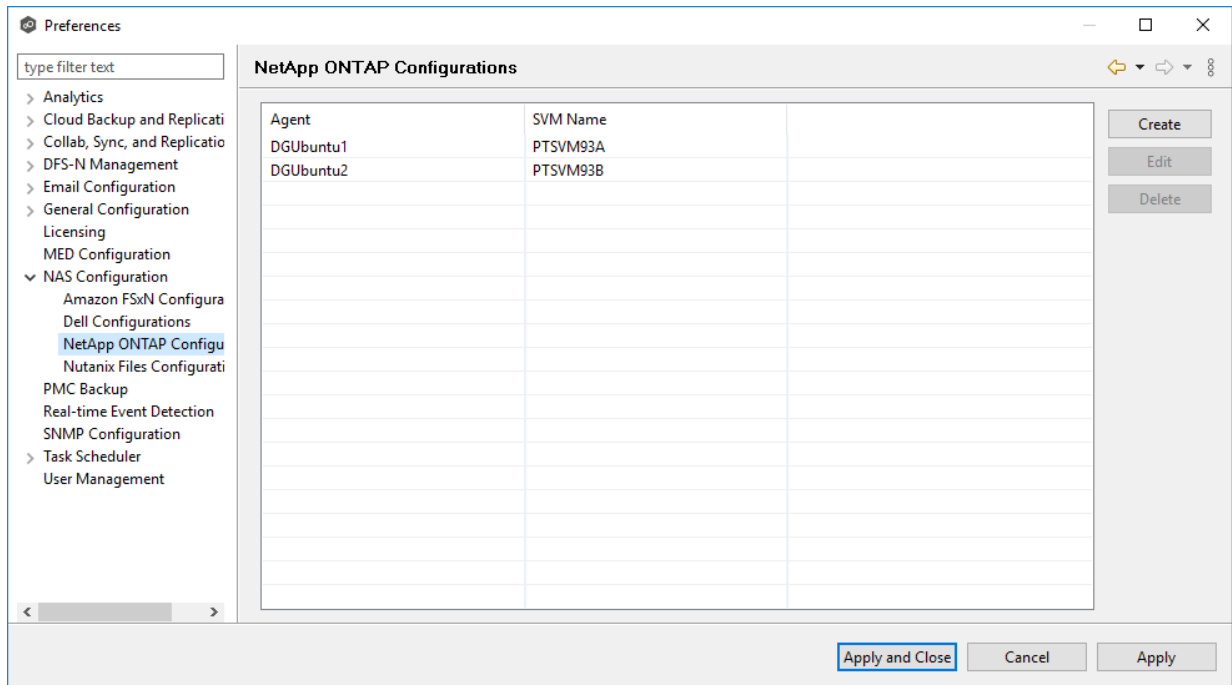 Preferences
type filter text
Analytics
Cloud Backup and Replicati
Collab, Sync, and Replicatio
DFS-N Management
Email Configuration
General Configuration
Licensing
MED Configuration
NAS Configuration
Amazon FSxN Configura
Dell Configurations
NetApp ONTAP Configu
Nutanix Files Configurati
PMC Backup
Real-time Event Detection
SNMP Configuration
Task Scheduler
User Management
NetApp ONTAP Configurations
Agent SVM Name
DGUbuntu1 PTSVM93A
DGUbuntu2 PTSVM93B
Create
Edit
Delete
Apply and Close Cancel Apply